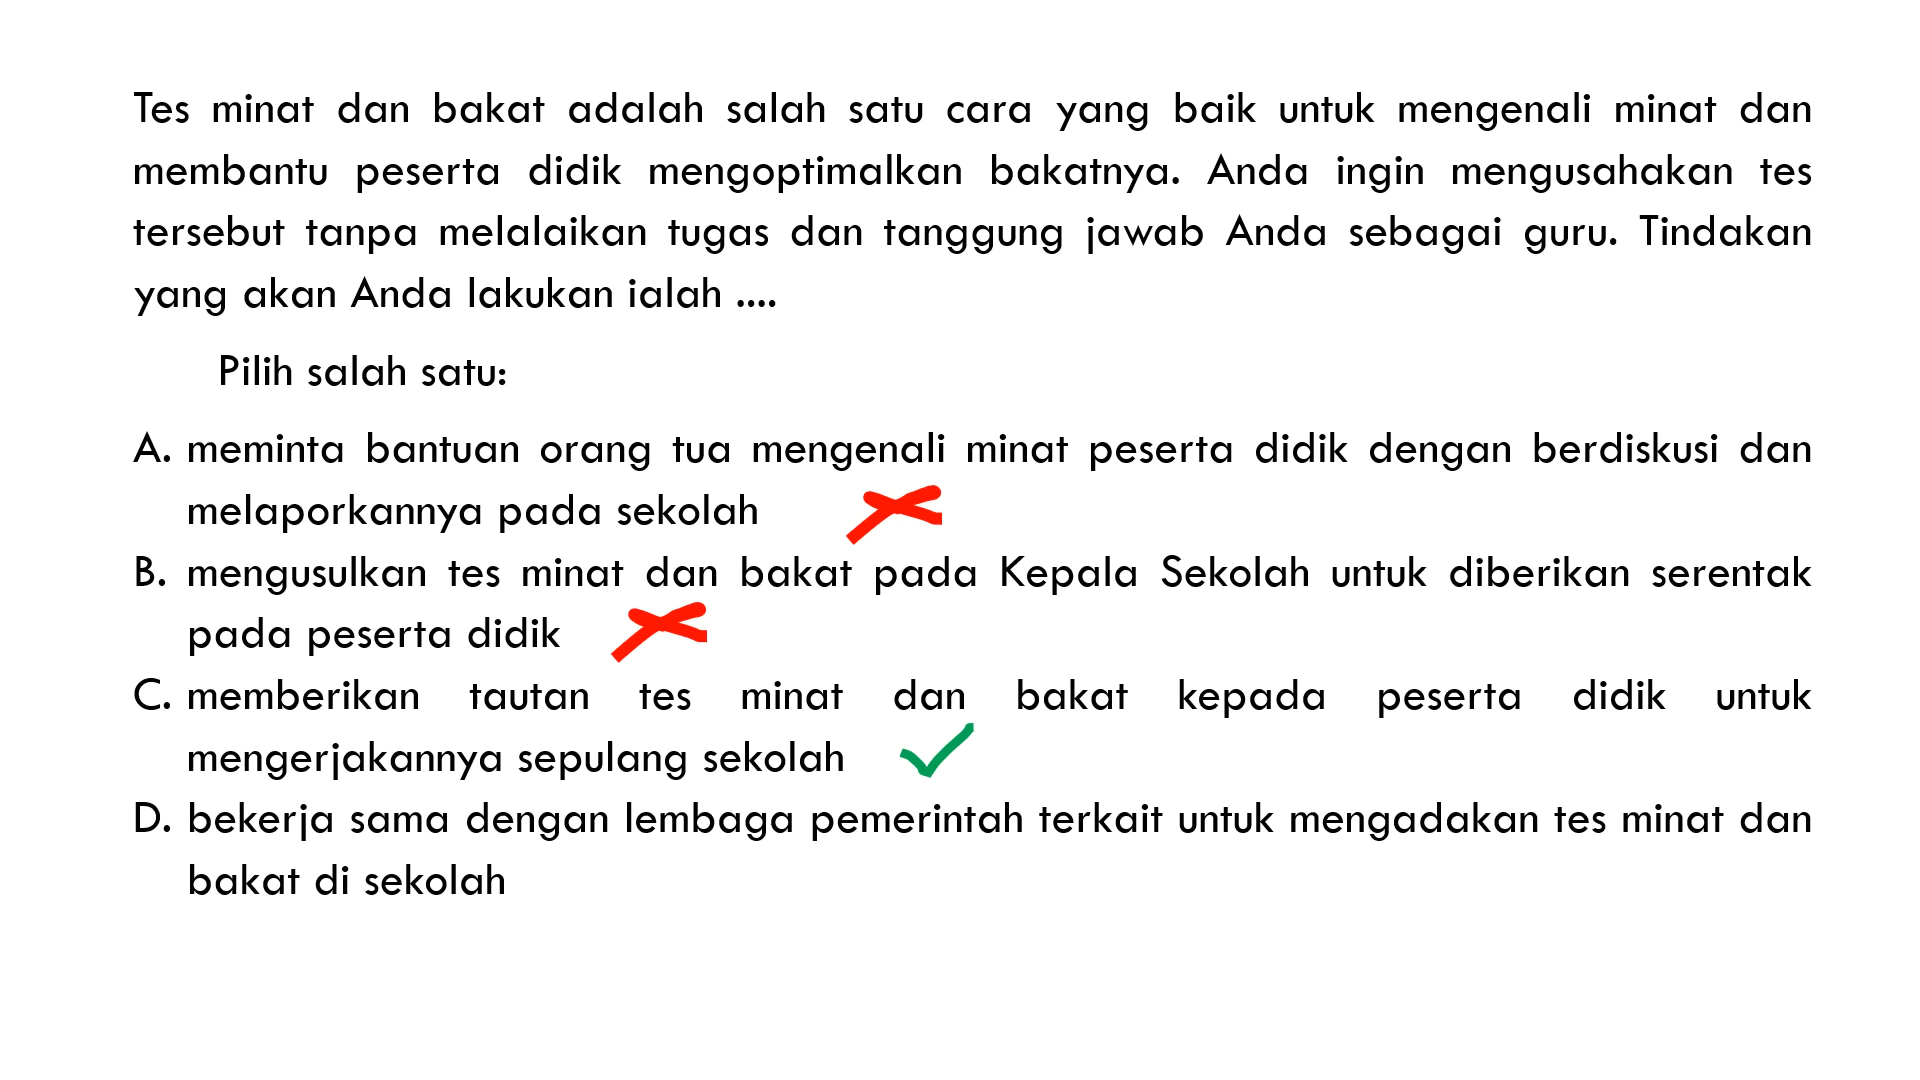 Tes minat dan bakat adalah salah satu cara yang baik untuk mengenali minat dan
membantu peserta didik mengoptimalkan bakatnya. Anda ingin mengusahakan tes
tersebut tanpa melalaikan tugas dan tanggung jawab Anda sebagai guru. Tindakan
yang akan Anda lakukan ialah ....
Pilih salah satu:
A. meminta bantuan orang tua mengenali minat peserta didik dengan berdiskusi dan
melaporkannya pada sekolah
B. mengusulkan tes minat dan bakat pada Kepala Sekolah untuk diberikan serentak
pada peserta didik
C. memberikan tautan tes minat dan bakat kepada peserta didik untuk
mengerjakannya sepulang sekolah
D. bekerja sama dengan lembaga pemerintah terkait untuk mengadakan tes minat dan
bakat di sekolah